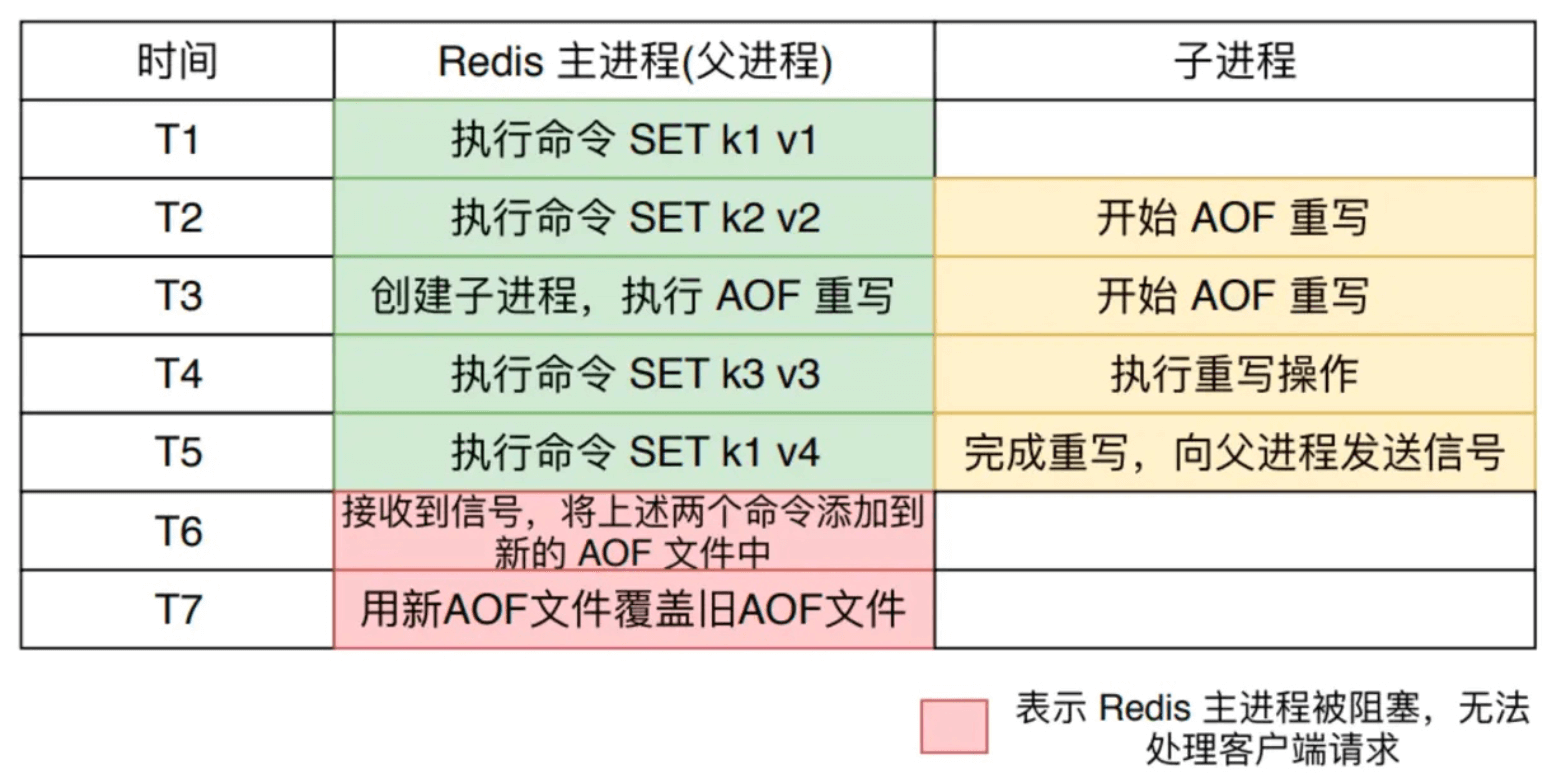 时间 Redis 主进程(父进程) 子进程
T1 执行命令 SET k1 v1
T2 执行命令 SET k2 v2 开始 AOF 重写
T3 创建子进程，执行 AOF 重写 开始 AOF 重写
T4 执行命令 SET k3 v3 执行重写操作
T5 执行命令 SET k1 v4 完成重写，向父进程发送信号
T6 接收到信号，将上述两个命令添加到
新的 AOF 文件中
T7 用新AOF文件覆盖旧AOF文件
表示 Redis 主进程被阻塞，无法
处理客户端请求